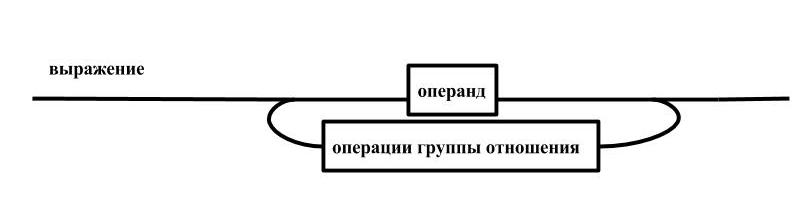 выражение
операнд
операции группы отношения